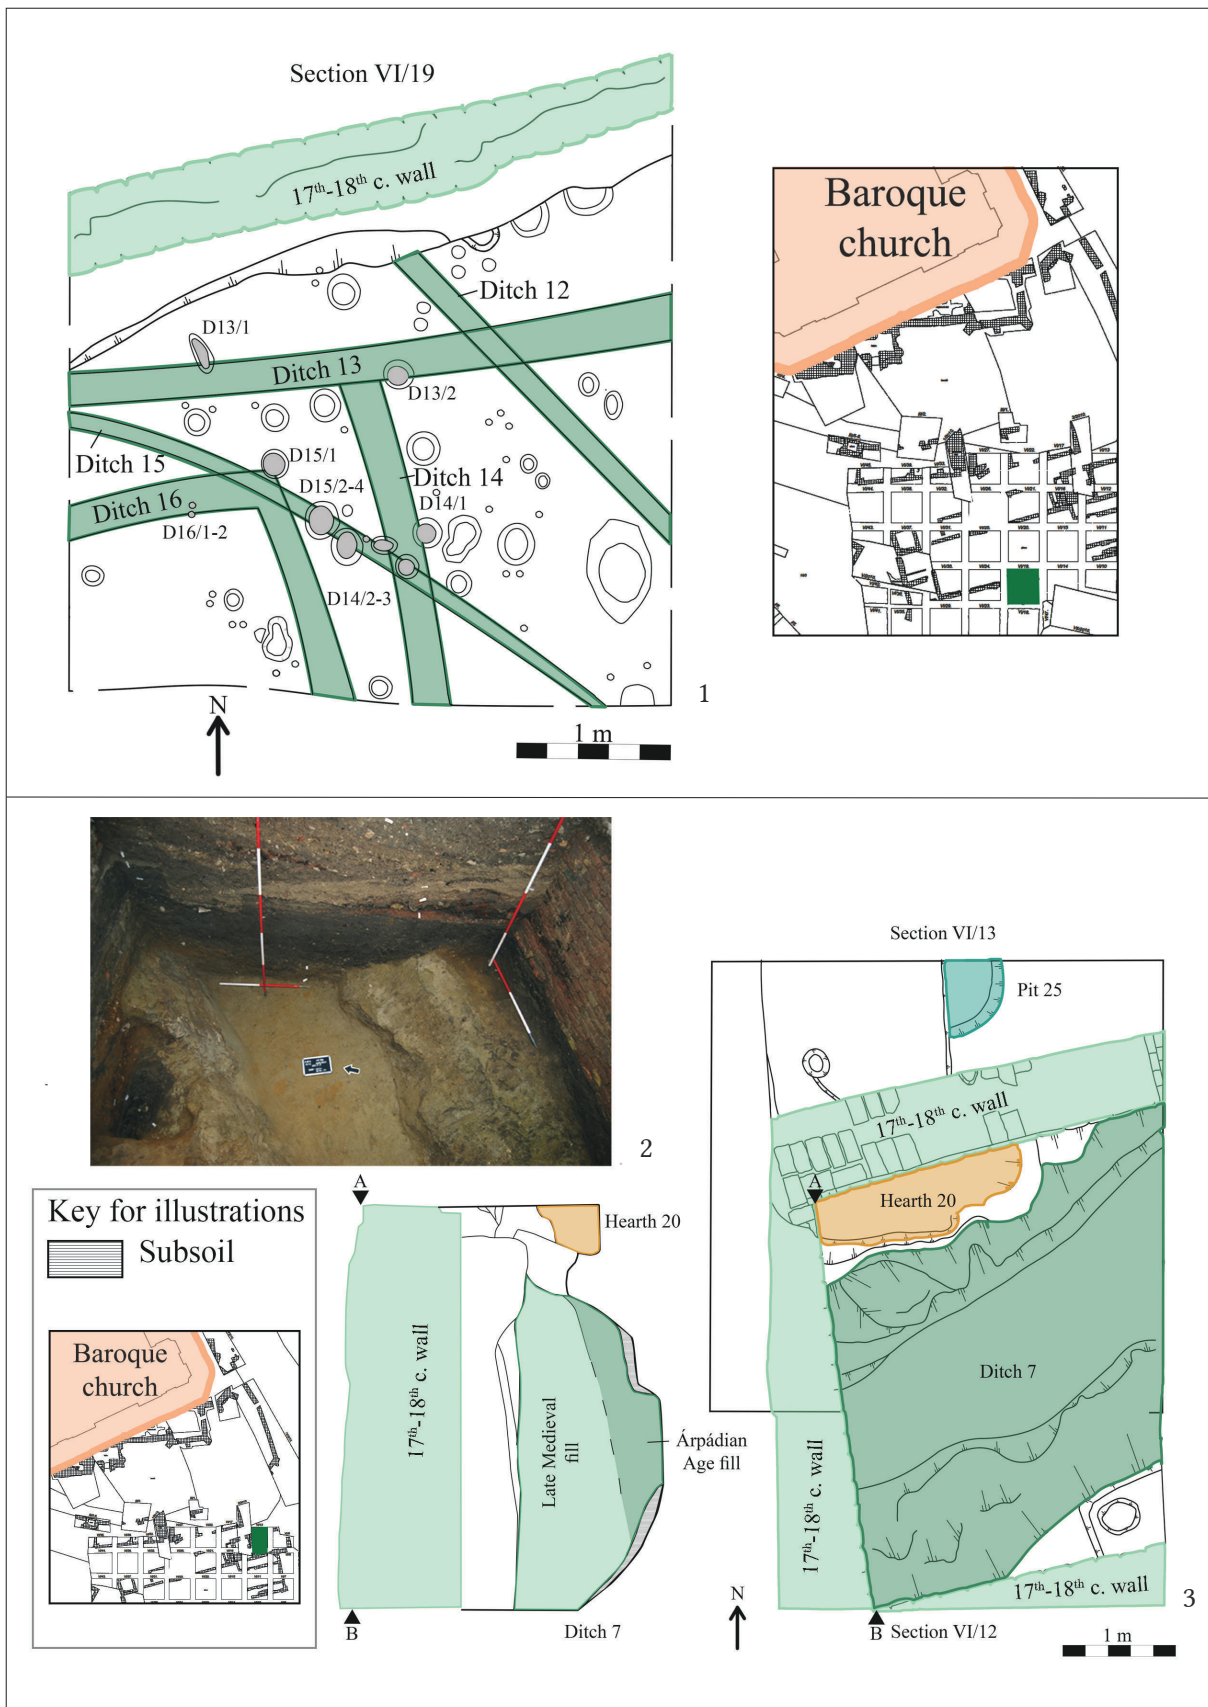 Section VI/19
17th-18th c. wall
Ditch 12
D13/1
Ditch 13
D13/2
Ditch 15
D15/1
D15/2-4
Ditch 14
D14/1
Ditch 16
D16/1-2
D14/2-3
N
1 m
1
Baroque
church
2
Key for illustrations
Subsoil
Baroque
church
A
Hearth 20
17th-18th c. wall
Late Medieval
fill
Árpádian
Age fill
B
Ditch 7
Section VI/13
Pit 25
17th-18th c. wall
A
Hearth 20
Ditch 7
17th-18th c. wall
17th-18th c. wall
N
B
Section VI/12
1 m
3